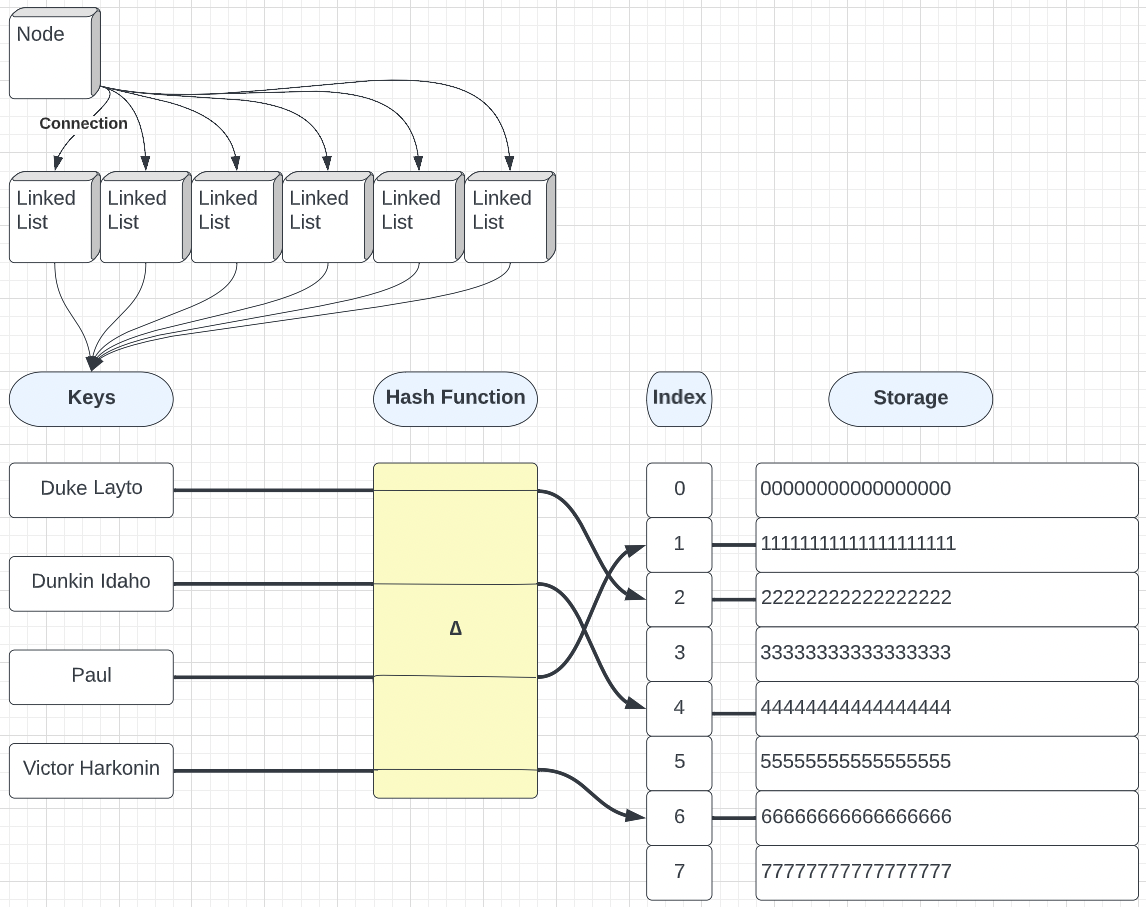 Node
Connection
Linked
List
Linked
List
Linked
List
Linked
List
Linked
List
Linked
List
Keys
Hash Function
Index
Storage
Duke Layto
Dunkin Idaho
Paul
Victor Harkonin
Δ
0
00000000000000000
1
11111111111111111111
2
22222222222222222
3
33333333333333333
4
44444444444444444
5
55555555555555555
6
66666666666666666
7
77777777777777777